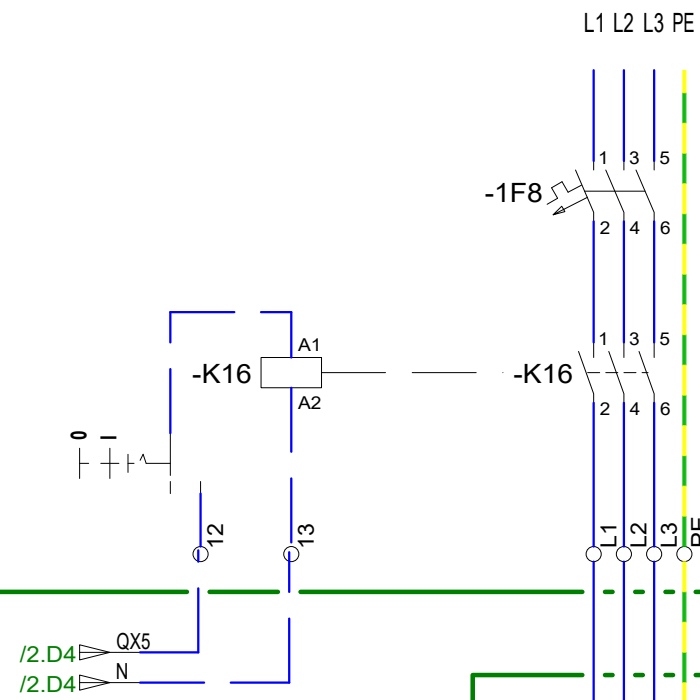 L1 L2 L3 PE
1 3 5
-1F8
2 4 6
A1
-K16
A2
1 3 5
-K16
2 4 6
0 I
12
13
L1
L2
L3
PE
QX5
/2.D4
N
/2.D4